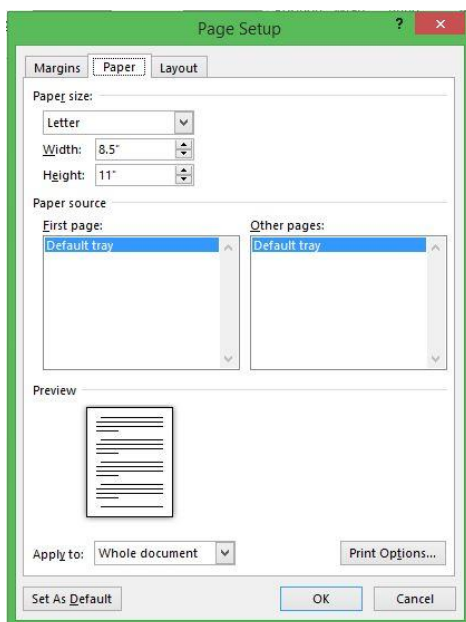 Page Setup ? ×
Margins Paper Layout
Paper size:
Letter
Width: 8.5"
Height: 11"
Paper source
First page: Other pages:
Default tray Default tray
Preview
Apply to: Whole document Print Options...
Set As Default OK Cancel